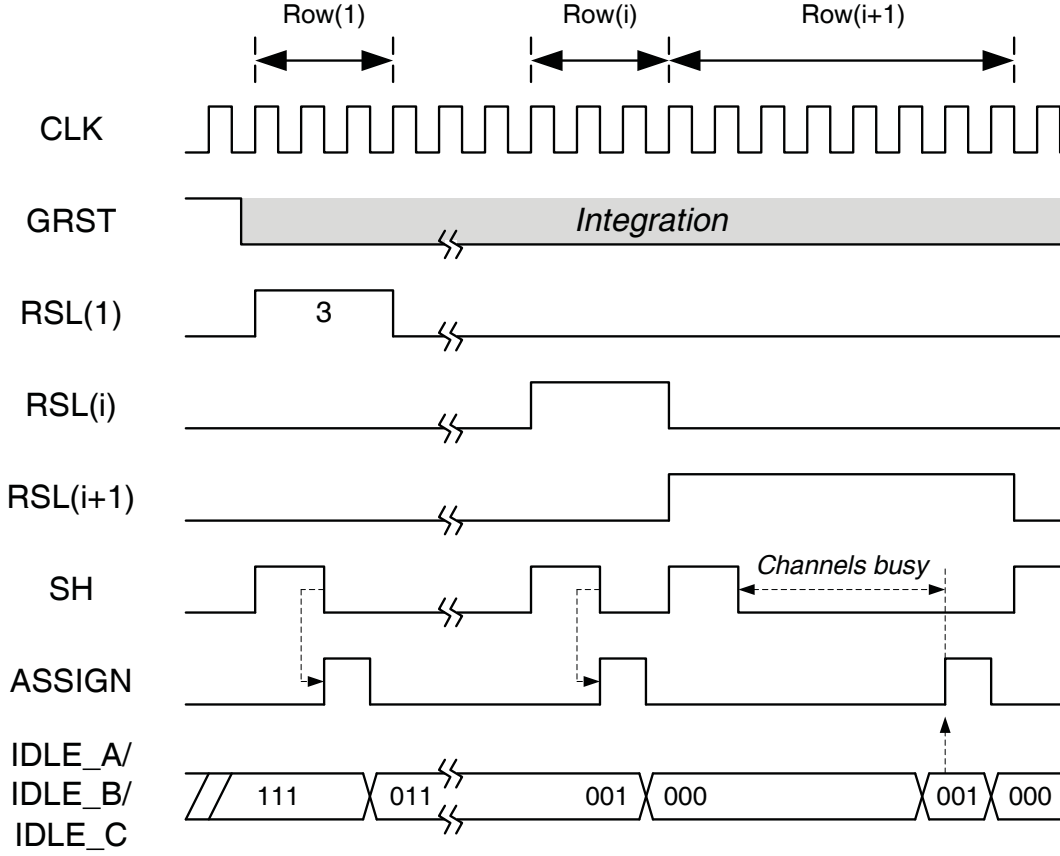 Row(1) Row(i) Row(i+1)
CLK
GRST Integration
RSL(1) 3
RSL(i)
RSL(i+1)
SH Channels busy
ASSIGN
IDLE_A/
IDLE_B/ 111 011 001 000 001 000
IDLE_C